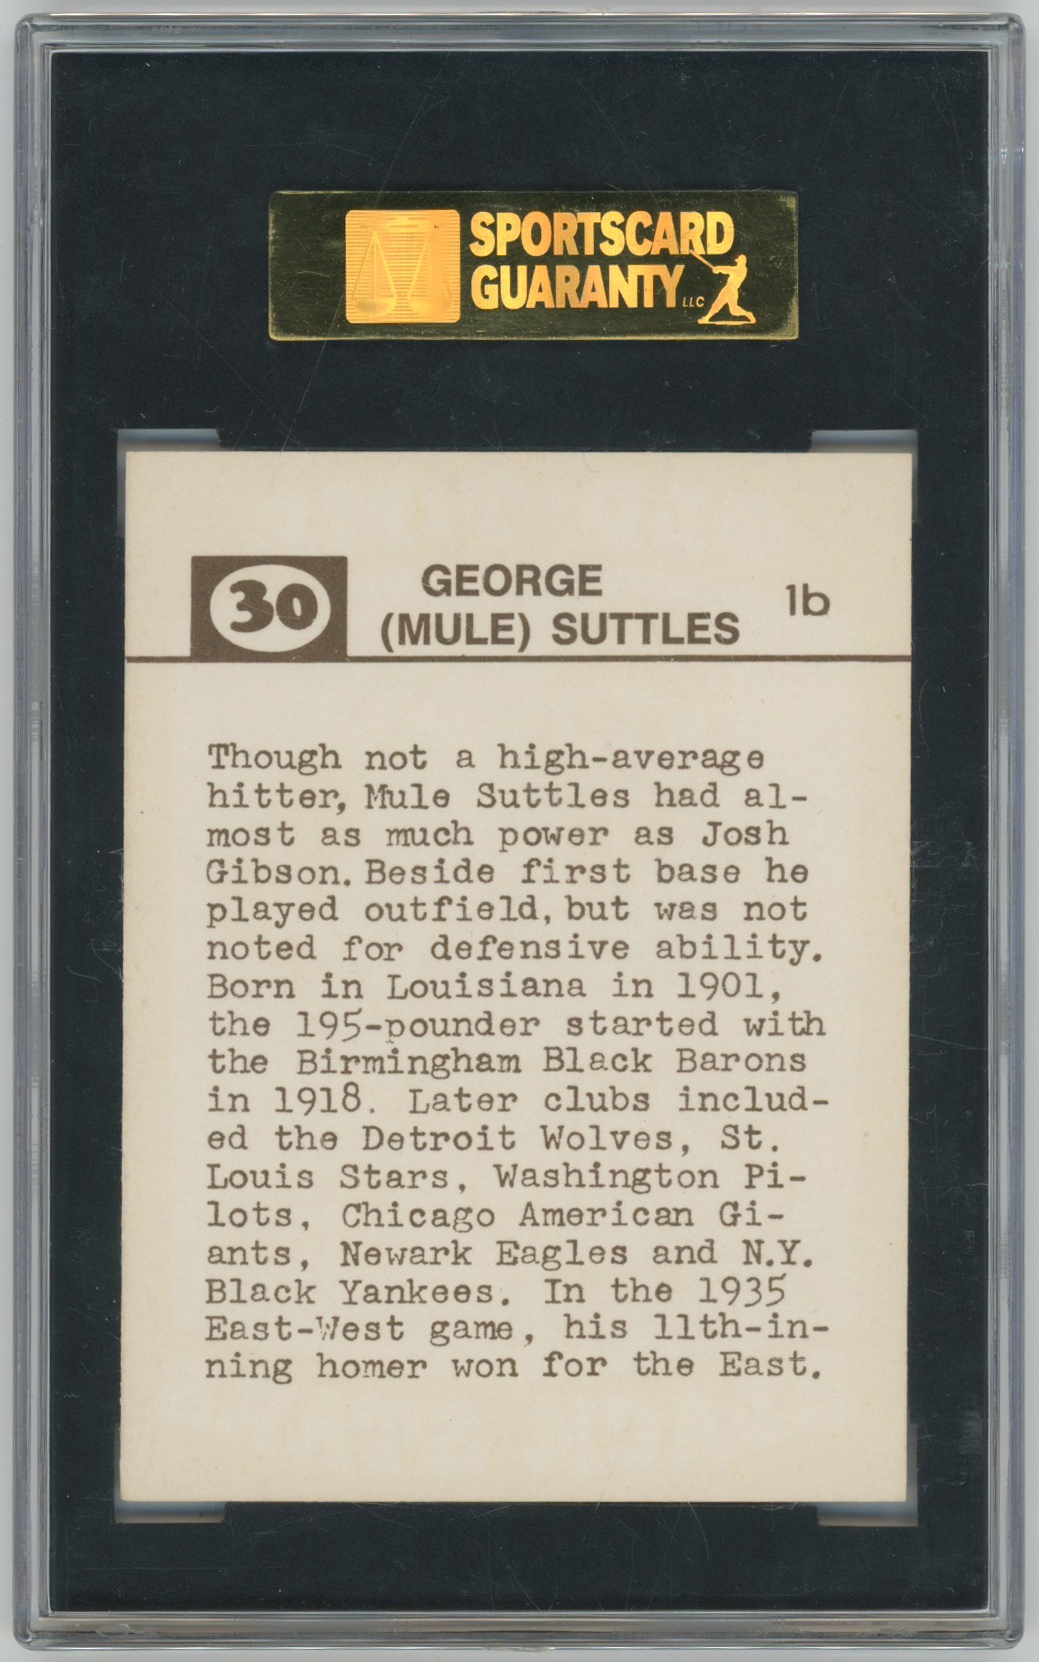 SPORTSCARD
GUARANTY LLC
30
GEORGE
(MULE) SUTTLES
1b
Though not a high-average
hitter, Mule Suttles had al-
most as much power as Josh
Gibson. Beside first base he
played outfield, but was not
noted for defensive ability.
Born in Louisiana in 1901,
the 195-pounder started with
the Birmingham Black Barons
in 1918. Later clubs includ-
ed the Detroit Wolves, St.
Louis Stars, Washington Pi-
lots, Chicago American Gi-
ants, Newark Eagles and N.Y.
Black Yankees. In the 1935
East-West game, his 11th-in-
ning homer won for the East.